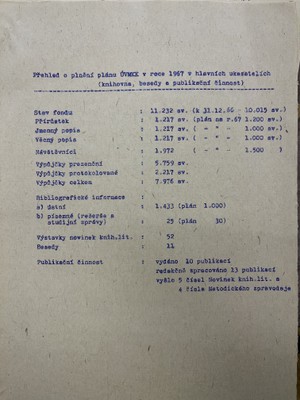 Přehled o plnění plánu ÚVMKK v roce 1967 v hlavních ukazatelích
(knihovna, besedy a publikační činnost)
Stav fondu : 11.232 sv. (k 31.12.66 - 10.015 sv.)
Přírůstek : 1.217 sv. (plán na r.67 1.200 sv.)
Jmenný popis : 1.217 sv. ( - " - 1.000 sv.)
Věcný popis : 1.217 sv. ( - " - 1.000 sv.)
Návštěvníci : 1.972 ( - " - 1.500 )
Výpůjčky prezenční : 5.759 sv.
Výpůjčky protokolované : 2.217 sv.
Výpůjčky celkem : 7.976 sv.
Bibliografické informace :
a) ústní : 1.433 (plán 1.000)
b) písemné (rešerše a
studijní zprávy) : 25 (plán 30)
Výstavky novinek knih.lit. : 52
Besedy : 11
Publikační činnost : vydáno 10 publikací
redakčně zpracováno 13 publikací
vyšlo 5 čísel Novinek knih.lit. a
4 čísla Metodického zpravodaje